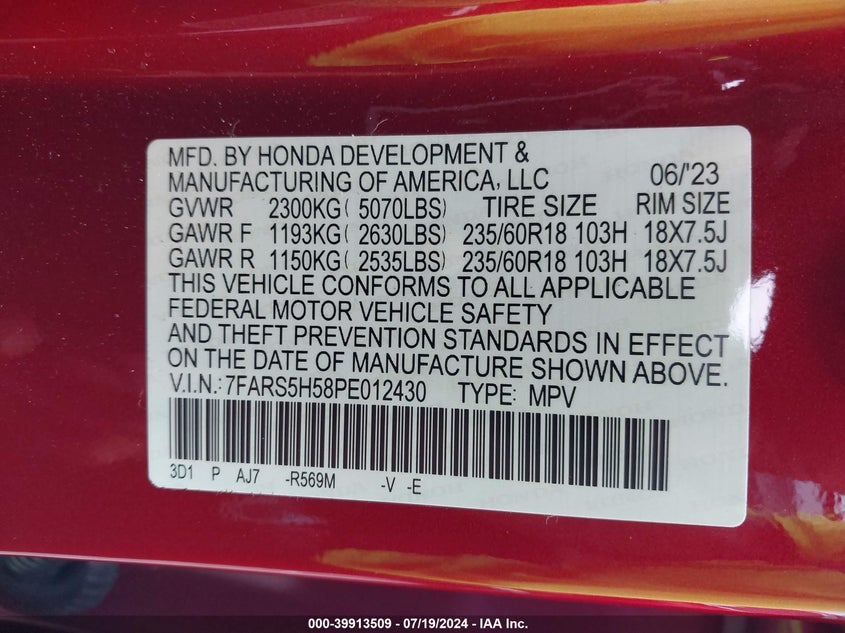 MFD. BY HONDA DEVELOPMENT &
MANUFACTURING OF AMERICA, LLC 06/'23
GVWR 2300KG( 5070LBS) TIRE SIZE RIM SIZE
GAWR F 1193KG( 2630LBS) 235/60R18 103H 18X7.5J
GAWR R 1150KG( 2535LBS) 235/60R18 103H 18X7.5J
THIS VEHICLE CONFORMS TO ALL APPLICABLE
FEDERAL MOTOR VEHICLE SAFETY
AND THEFT PREVENTION STANDARDS IN EFFECT
ON THE DATE OF MANUFACTURE SHOWN ABOVE.
V.I.N.: 7FARS5H58PE012430 TYPE: MPV
3D1 P AJ7 -R569M -V -E
000-39913509 - 07/19/2024 - IAA Inc.